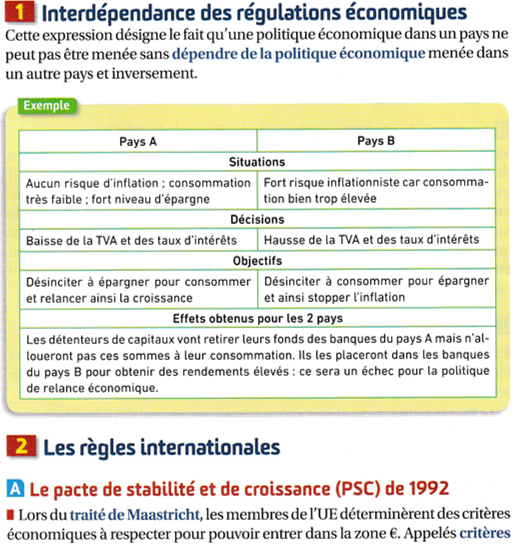 1 Interdépendance des régulations économiques
Cette expression désigne le fait qu'une politique économique dans un pays ne
peut pas être menée sans dépendre de la politique économique menée dans
un autre pays et inversement.
Exemple
Pays A Pays B
Situations
Aucun risque d'inflation ; consommation
très faible ; fort niveau d'épargne
Fort risque inflationniste car consomma-
tion bien trop élevée
Décisions
Baisse de la TVA et des taux d'intérêts Hausse de la TVA et des taux d'intérêts
Objectifs
Désinciter à épargner pour consommer
et relancer ainsi la croissance
Désinciter à consommer pour épargner
et ainsi stopper l'inflation
Effets obtenus pour les 2 pays
Les détenteurs de capitaux vont retirer leurs fonds des banques du pays A mais n'al-
loueront pas ces sommes à leur consommation. Ils les placeront dans les banques
du pays B pour obtenir des rendements élevés : ce sera un échec pour la politique
de relance économique.
2 Les règles internationales
A Le pacte de stabilité et de croissance (PSC) de 1992
Lors du traité de Maastricht, les membres de l'UE déterminèrent des critères
économiques à respecter pour pouvoir entrer dans la zone €. Appelés critères